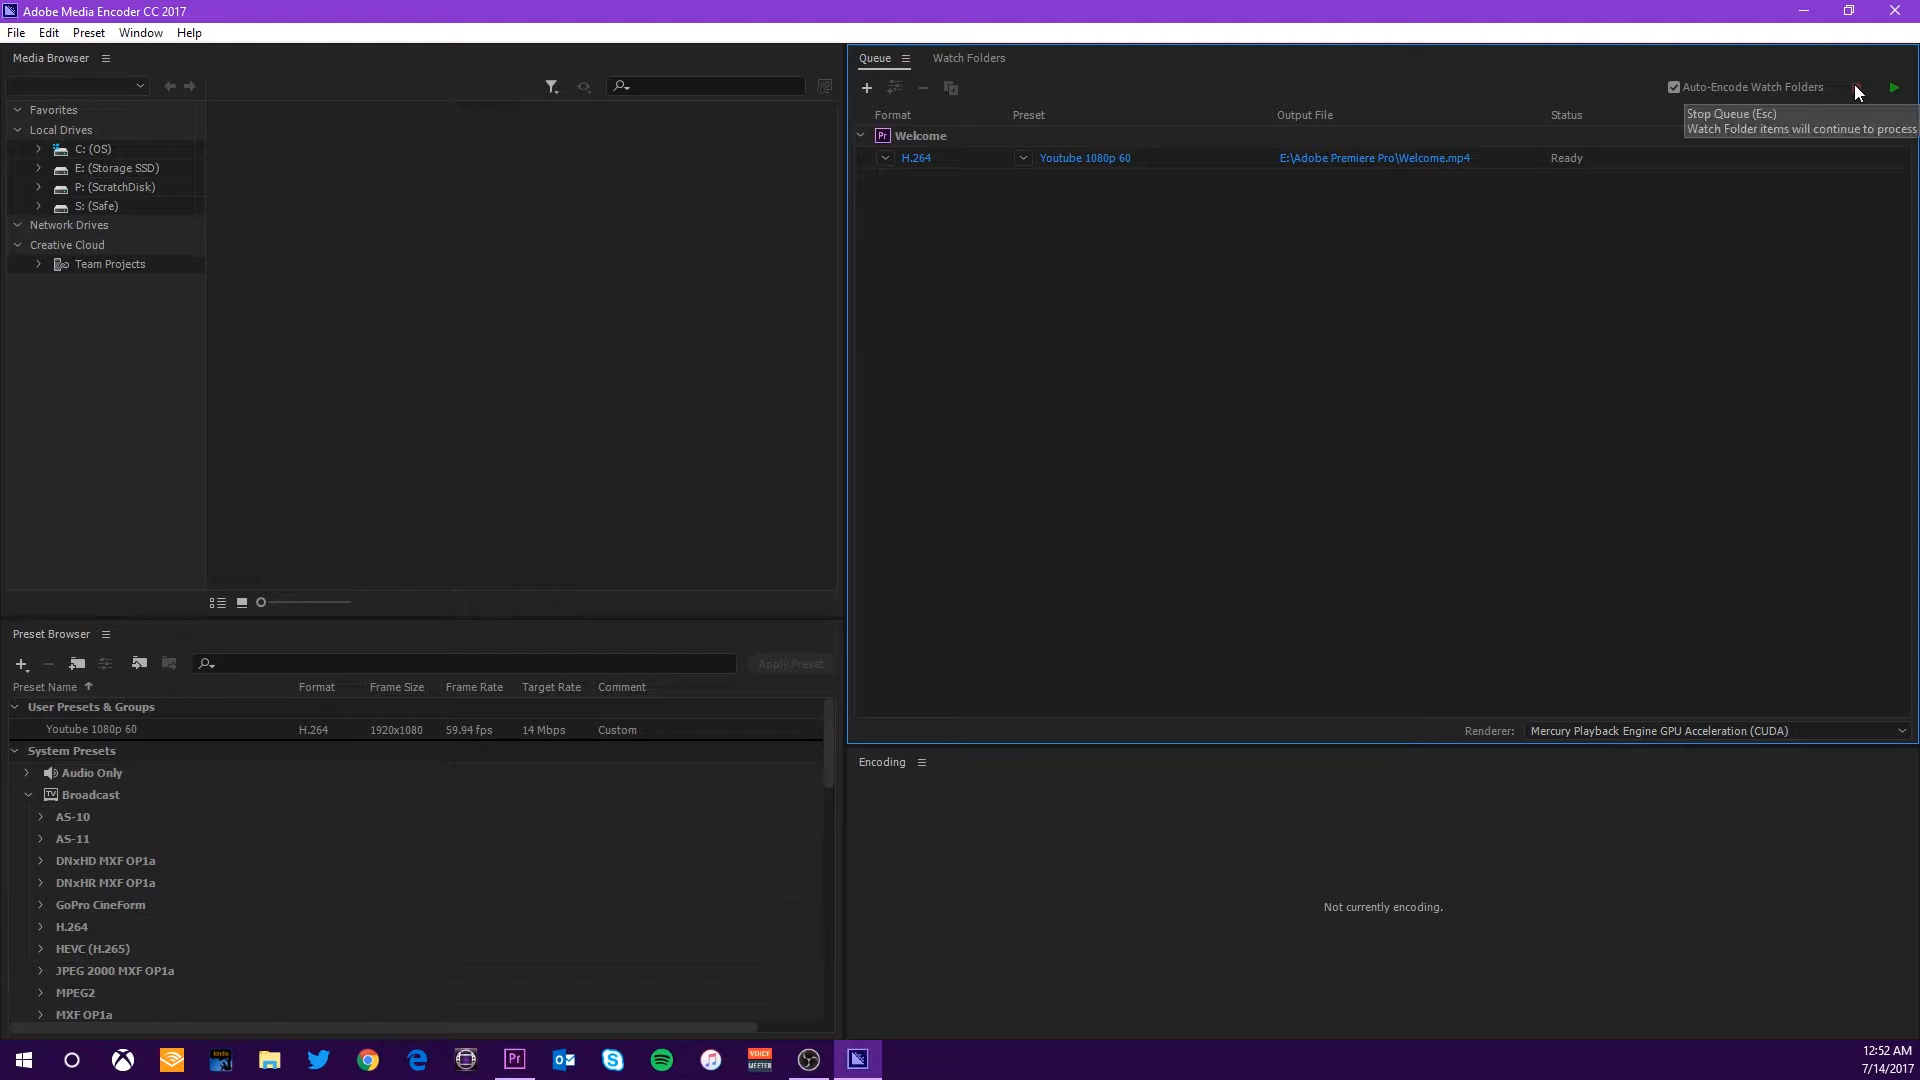 Adobe Media Encoder CC 2017
File Edit Preset Window Help
Media Browser
Favorites
Local Drives
C: (OS)
E: (Storage SSD)
P: (ScratchDisk)
S: (Safe)
Network Drives
Creative Cloud
Team Projects
Queue Watch Folders
Auto-Encode Watch Folders
Stop Queue (Esc)
Watch Folder items will continue to process
Format Preset Output File Status
Pr Welcome
H.264 Youtube 1080p 60 E:\Adobe Premiere Pro\Welcome.mp4 Ready
Renderer: Mercury Playback Engine GPU Acceleration (CUDA)
Preset Browser
Apply Preset
Preset Name Format Frame Size Frame Rate Target Rate Comment
User Presets & Groups
Youtube 1080p 60 H.264 1920x1080 59.94 fps 14 Mbps Custom
System Presets
Audio Only
TV Broadcast
AS-10
AS-11
DNxHD MXF OP1a
DNxHR MXF OP1a
GoPro CineForm
H.264
HEVC (H.265)
JPEG 2000 MXF OP1a
MPEG2
MXF OP1a
Encoding
Not currently encoding.
kindle
Pr
VOICE
MEETER
12:52 AM
7/14/2017